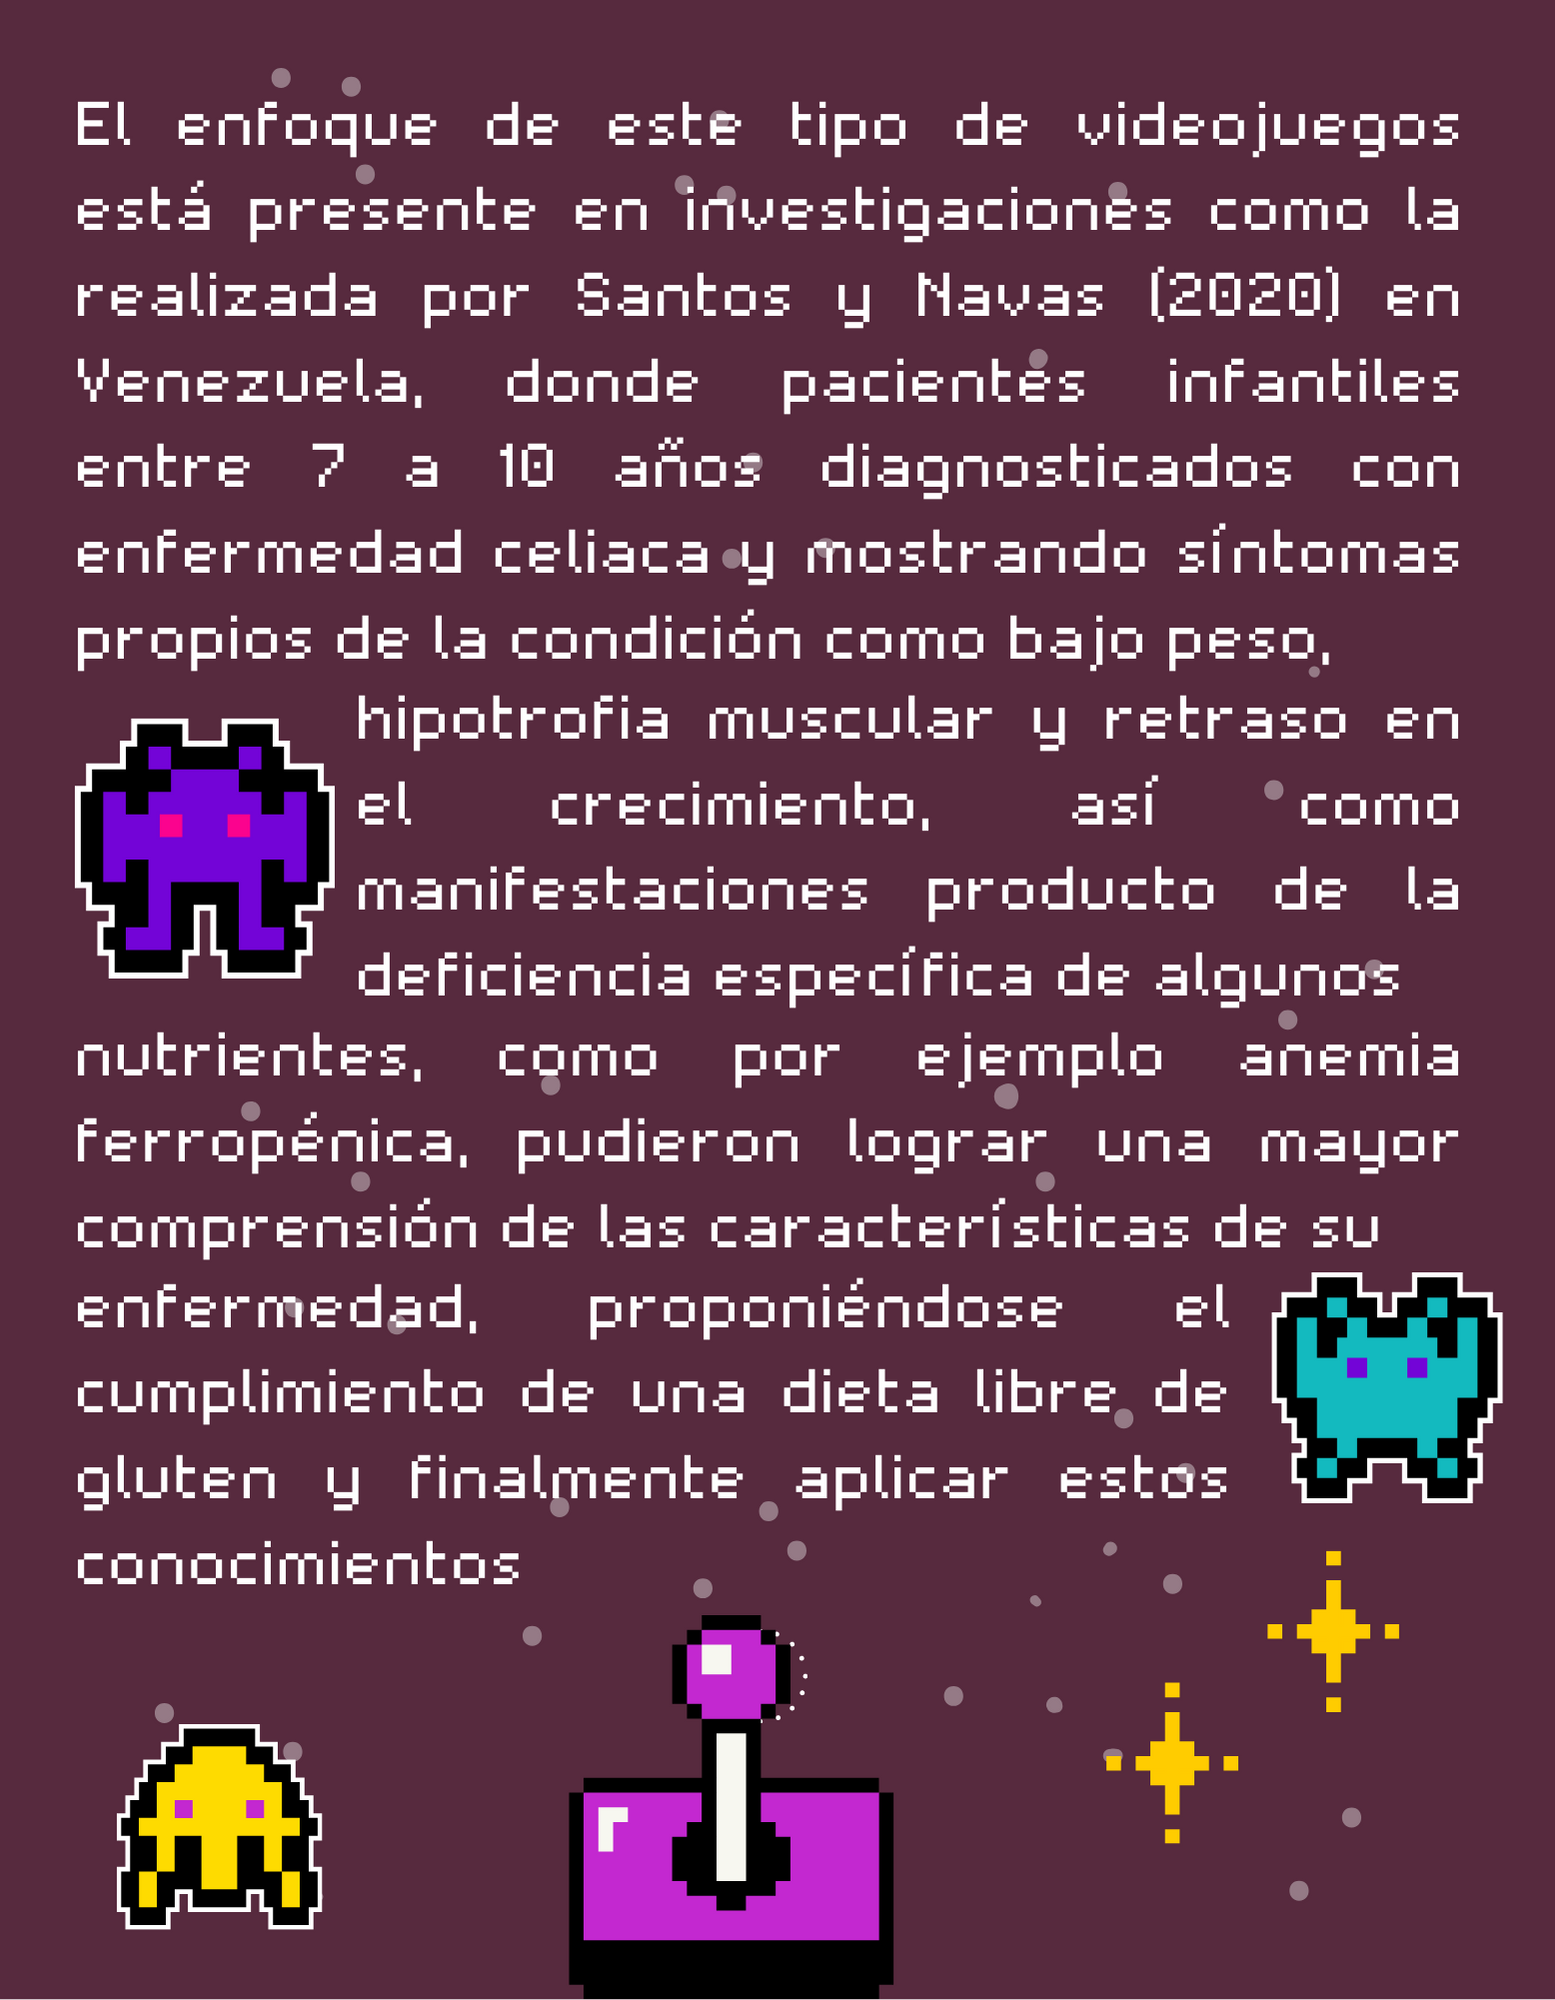 El enfoque de este tipo de videojuegos
está presente en investigaciones como la
realizada por Santos y Navas (2020) en
Venezuela, donde pacientes infantiles
entre 7 a 10 años diagnosticados con
enfermedad celiaca y mostrando síntomas
propios de la condición como bajo peso,
hipotrofia muscular y retraso en
el crecimiento, así como
manifestaciones producto de la
deficiencia específica de algunos
nutrientes, como por ejemplo anemia
ferropénica, pudieron lograr una mayor
comprensión de las características de su
enfermedad, proponiéndose el
cumplimiento de una dieta libre de
gluten y finalmente aplicar estos
conocimientos